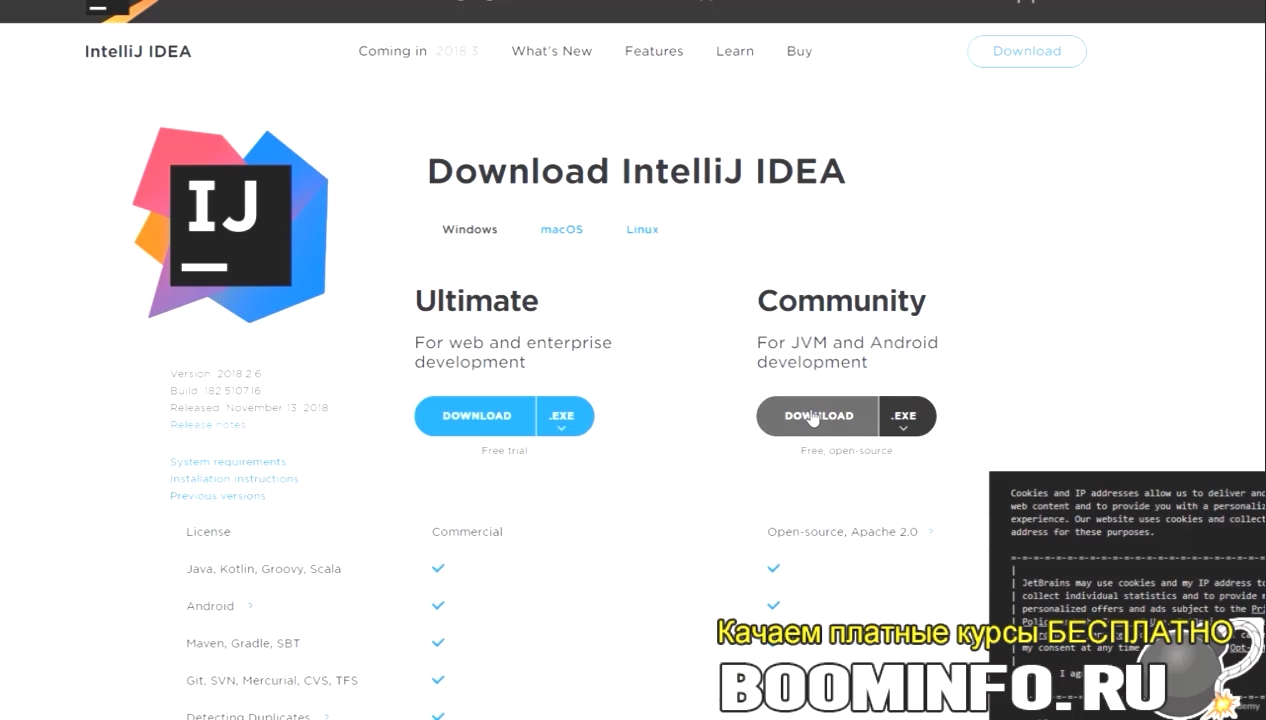 IntelliJ IDEA
Coming in 2018.3
What's New
Features
Learn
Buy
Download
IJ
Download IntelliJ IDEA
Windows
macOS
Linux
Ultimate
Community
For web and enterprise
development
For JVM and Android
development
DOWNLOAD
.EXE
DOWNLOAD
.EXE
Free trial
Free, open-source
Version: 2018.2.6
Build: 182.5107.16
Released: November 13, 2018
Release notes
System requirements
Installation Instructions
Previous versions
License
Commercial
Open-source, Apache 2.0 ?
Java, Kotlin, Groovy, Scala
Android ?
Maven, Gradle, SBT
Git, SVN, Mercurial, CVS, TFS
Detecting Duplicates ?
Cookies and IP addresses allow us to deliver and
web content and to provide you with a personaliz
experience. Our website uses cookies and collect
address for these purposes.
JetBrains may use cookies and my IP address to
collect individual statistics and to provide
personalized offers and ads subject to the
my consent at any time
Opt-
I
Качаем платные курсы БЕСПЛАТНО
BOOMINFO.RU